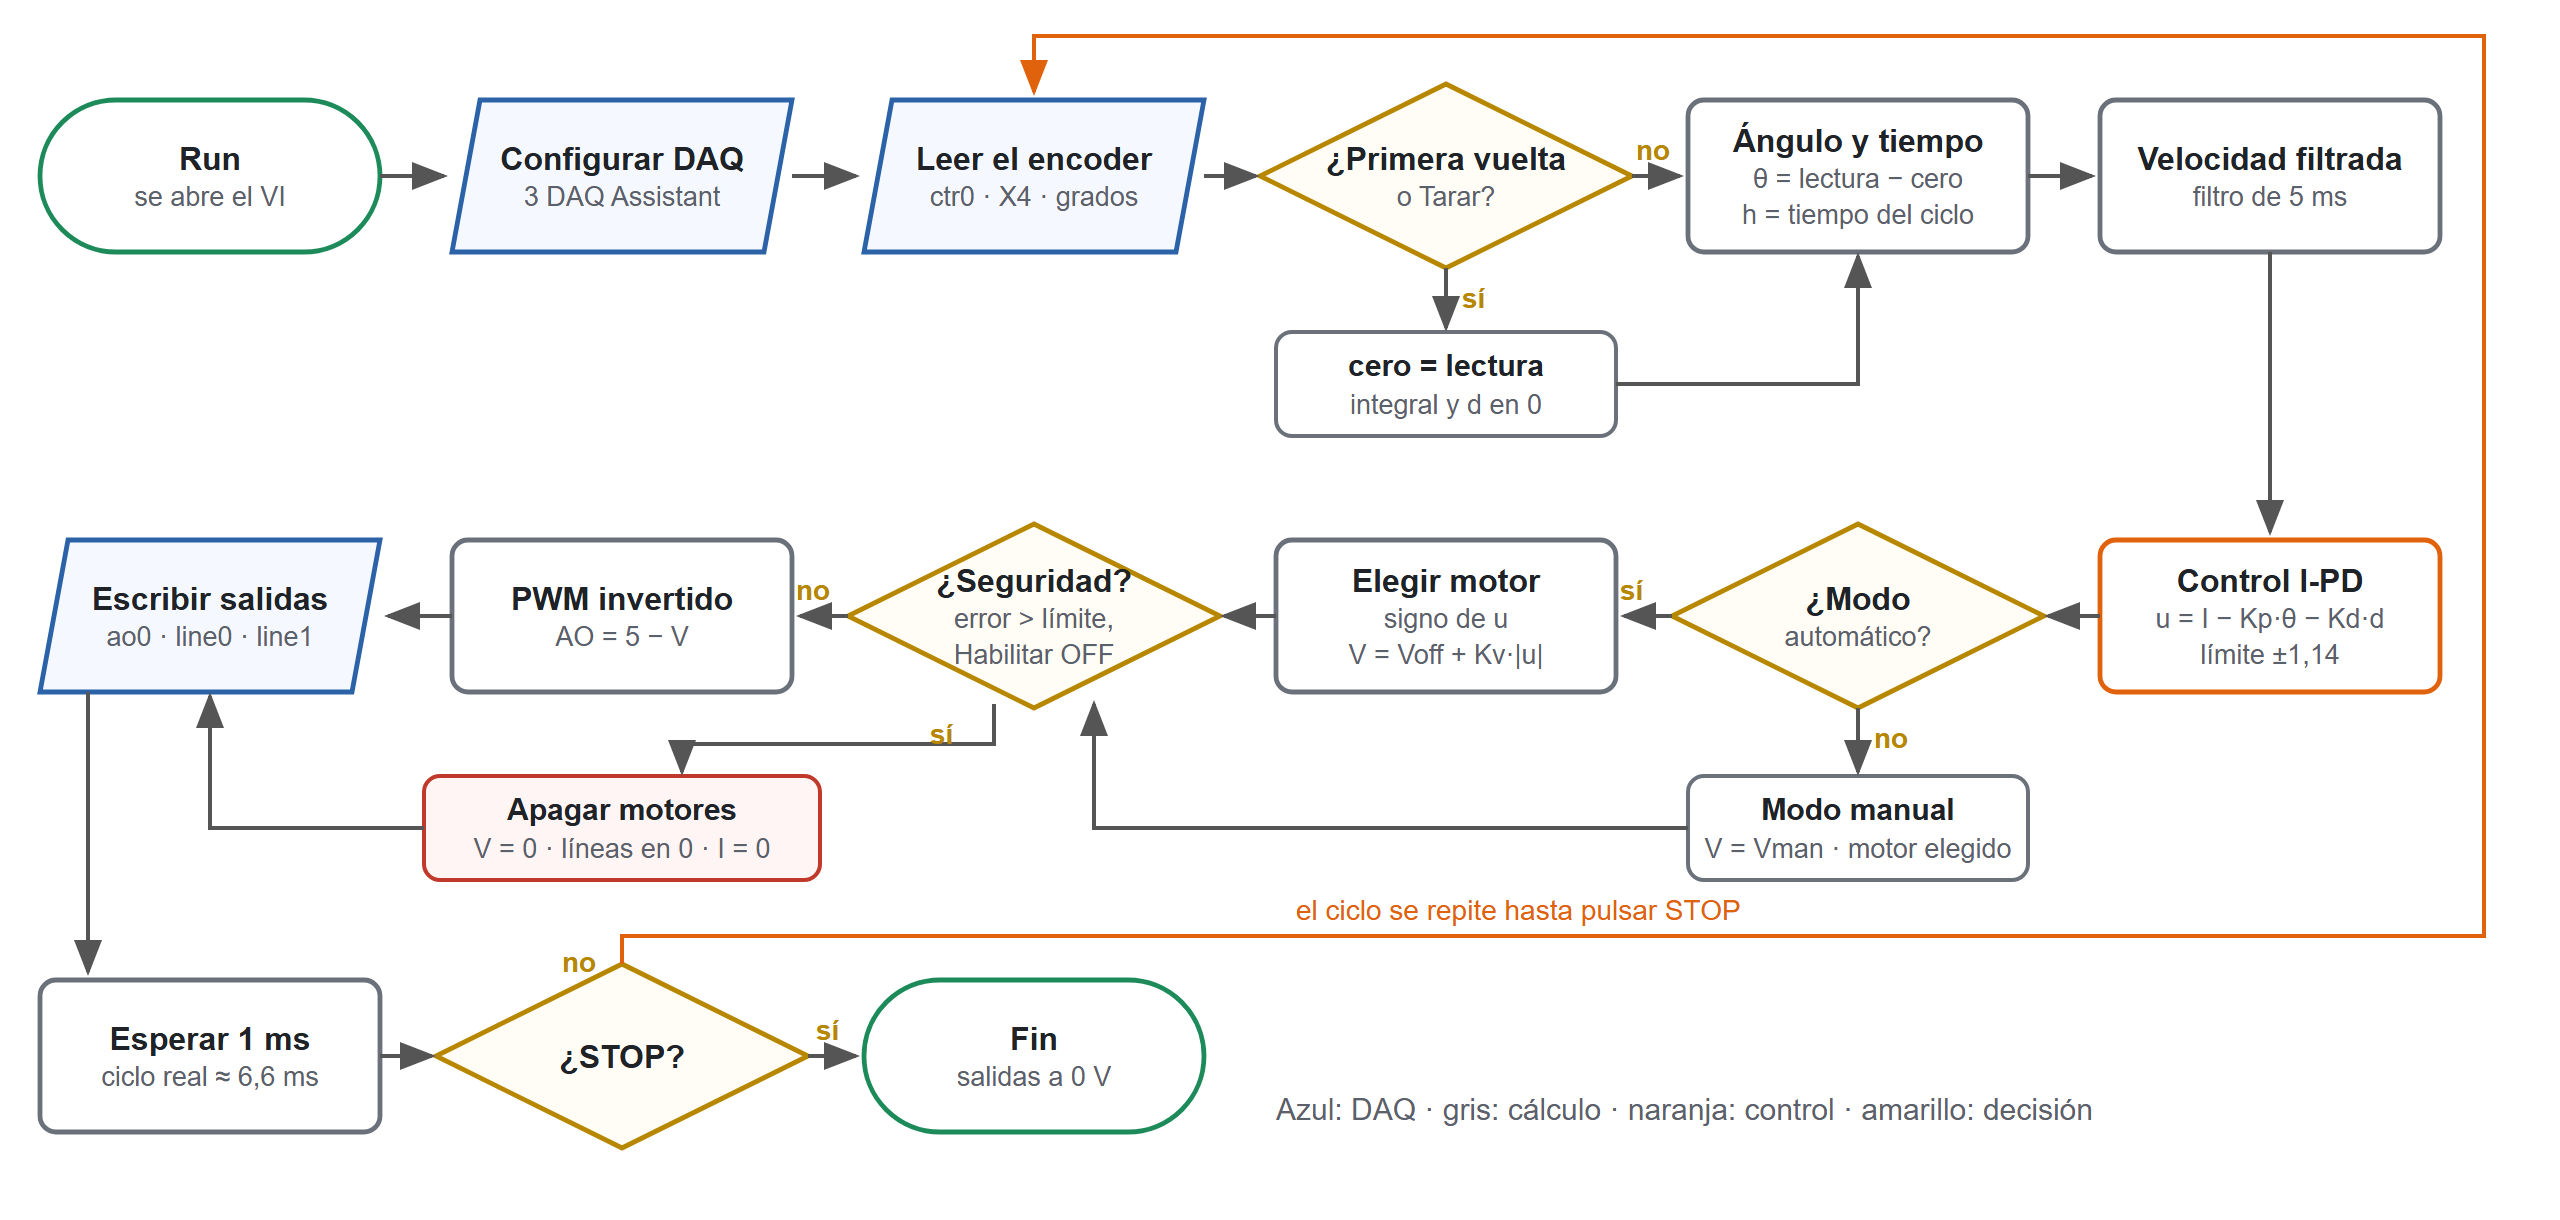 Run
se abre el VI
Configurar DAQ
3 DAQ Assistant
Leer el encoder
ctr0 · X4 · grados
¿Primera vuelta
o Tarar?
no
sí
Ángulo y tiempo
θ = lectura − cero
h = tiempo del ciclo
Velocidad filtrada
filtro de 5 ms
cero = lectura
integral y d en 0
Control I-PD
u = I − Kp·θ − Kd·d
límite ±1,14
¿Modo
automático?
sí
no
Elegir motor
signo de u
V = Voff + Kv·|u|
¿Seguridad?
error > límite,
Habilitar OFF
no
sí
PWM invertido
AO = 5 − V
Escribir salidas
ao0 · line0 · line1
Apagar motores
V = 0 · líneas en 0 · I = 0
Modo manual
V = Vman · motor elegido
el ciclo se repite hasta pulsar STOP
Esperar 1 ms
ciclo real ≈ 6,6 ms
¿STOP?
no
sí
Fin
salidas a 0 V
Azul: DAQ · gris: cálculo · naranja: control · amarillo: decisión